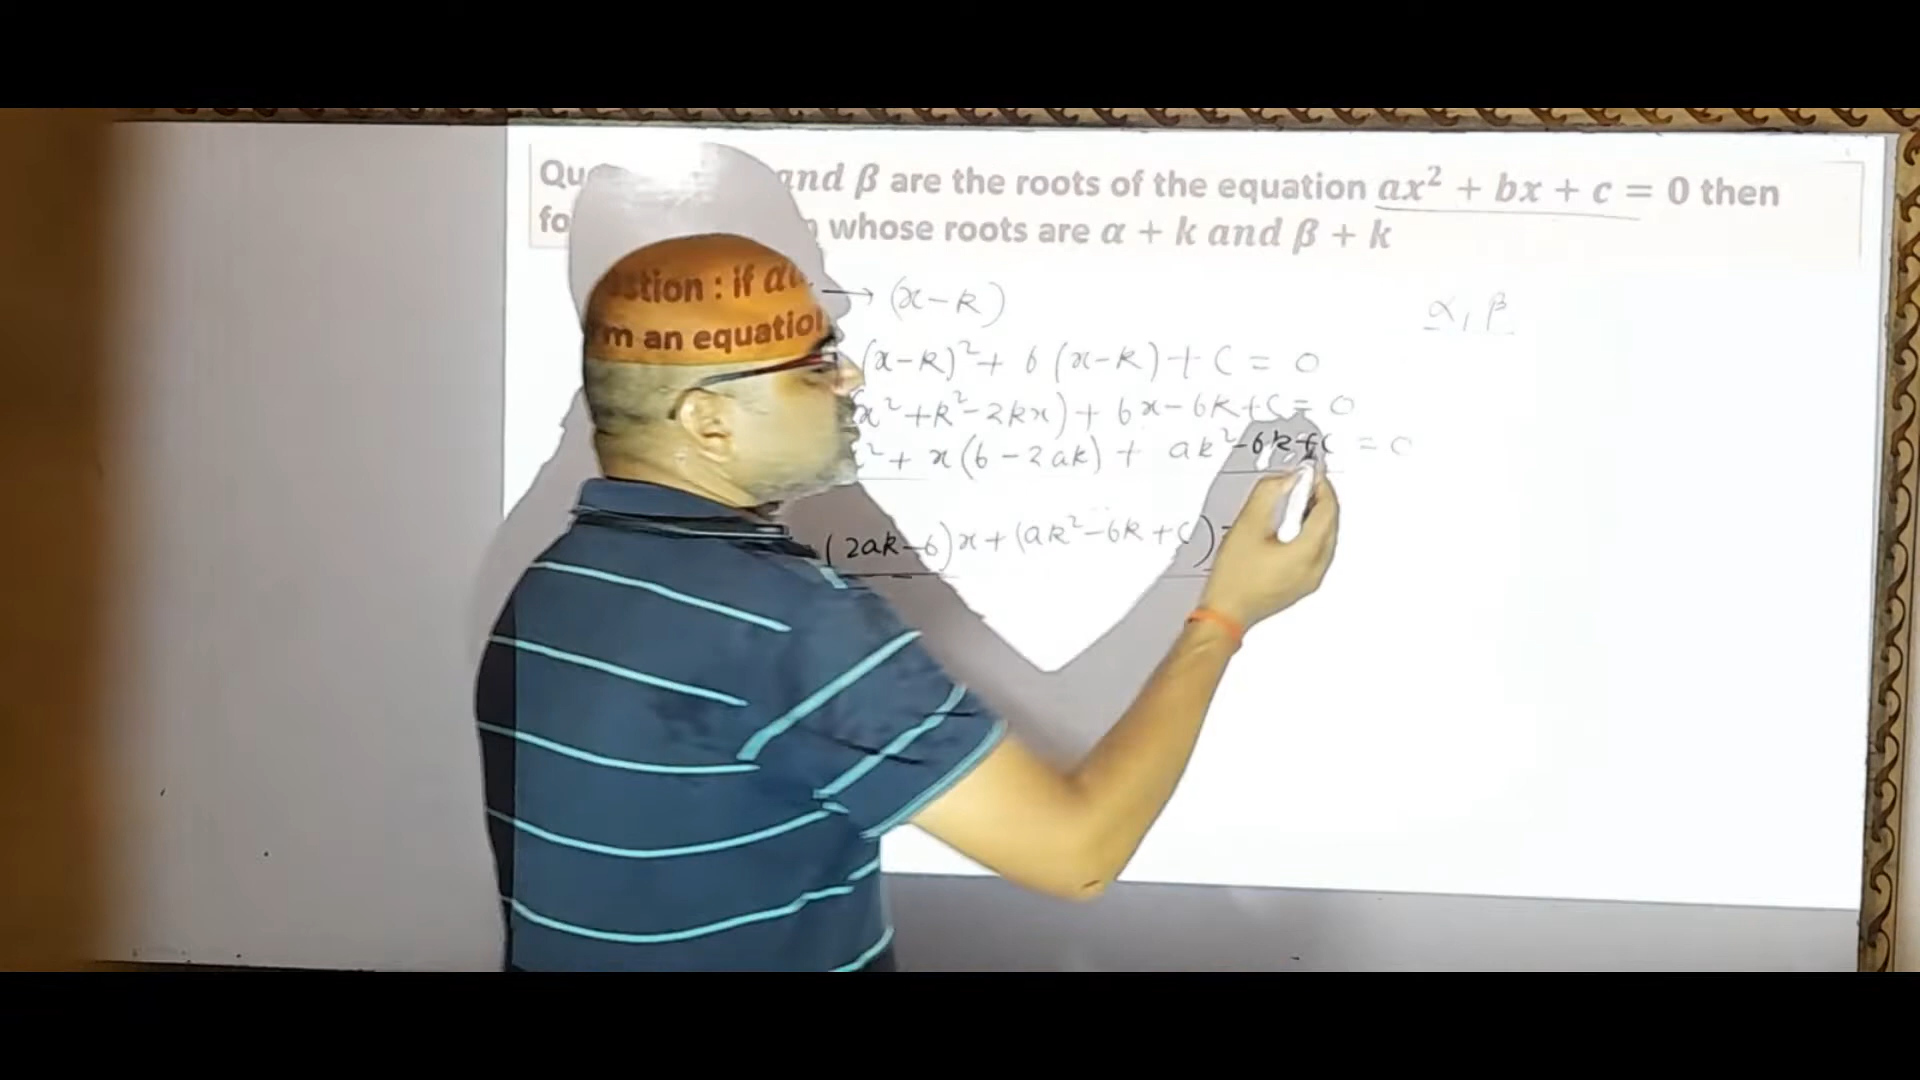 and β are the roots of the equation ax² + bx + c = 0 then
whose roots are α + k and β + k
stion : if α
m an equatio
→ (x-k)
α, β
(x-k)² + b(x-k) + c = 0
x² + k² - 2kx) + bx - bk + c = 0
² + x(b - 2ak) + ak² - bk + c = 0
(2ak - b)x + (ak² - bk + c)